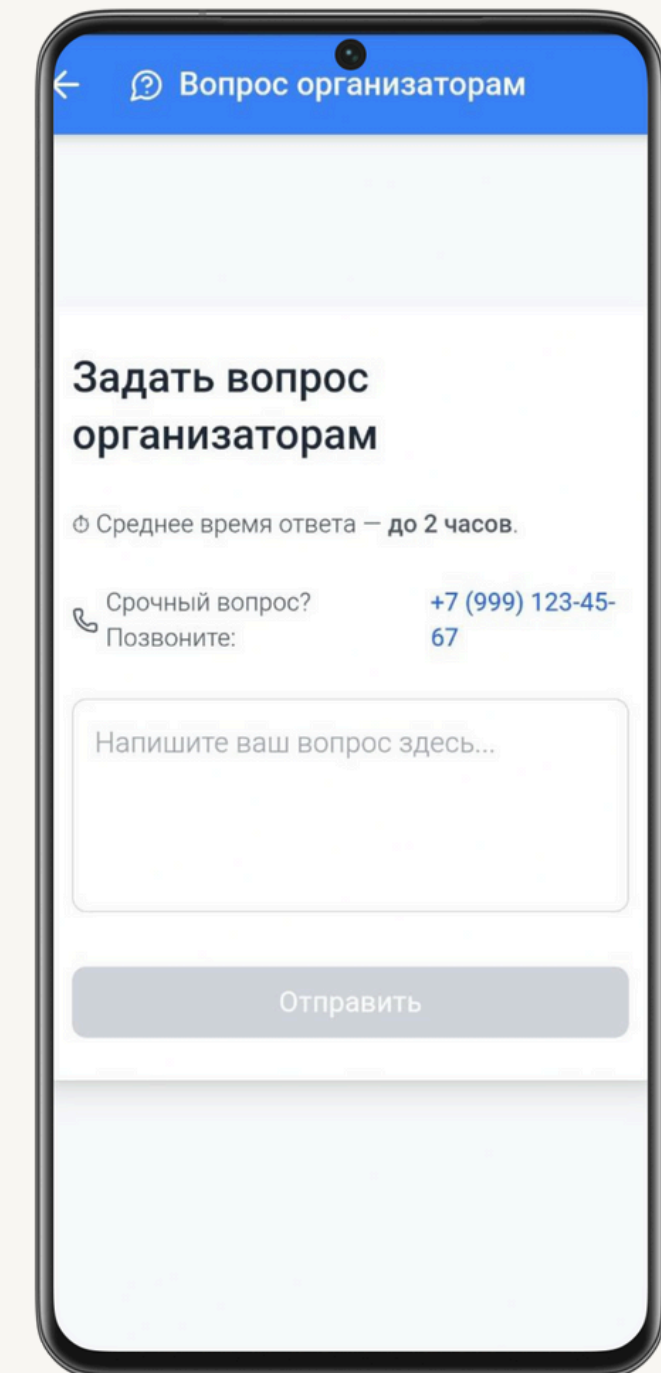 Вопрос организаторам
Задать вопрос
организаторам
Среднее время ответа — до 2 часов.
Срочный вопрос? +7 (999) 123-45-
Позвоните: 67
Напишите ваш вопрос здесь...
Отправить